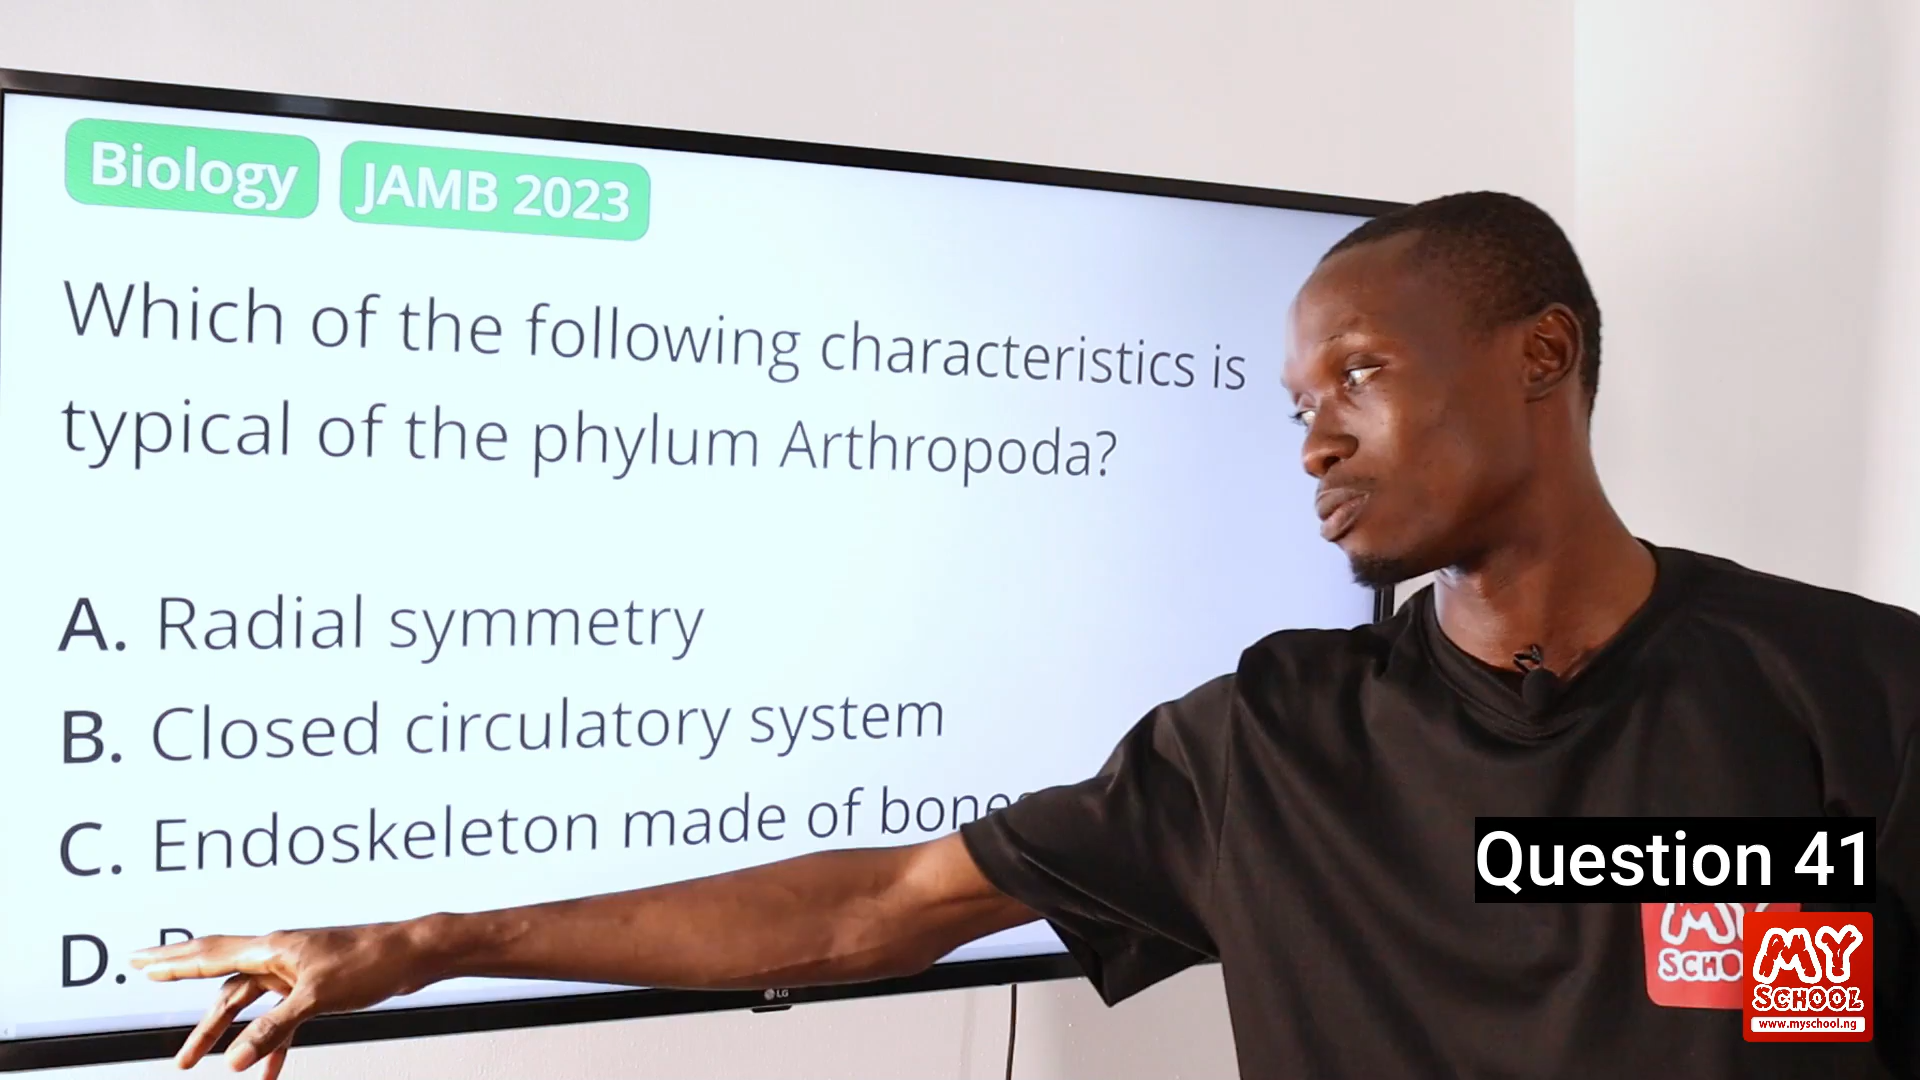 Biology JAMB 2023
Which of the following characteristics is
typical of the phylum Arthropoda?
A. Radial symmetry
B. Closed circulatory system
C. Endoskeleton made of
D.
Question 41
MY
SCHOOL
www.myschool.ng